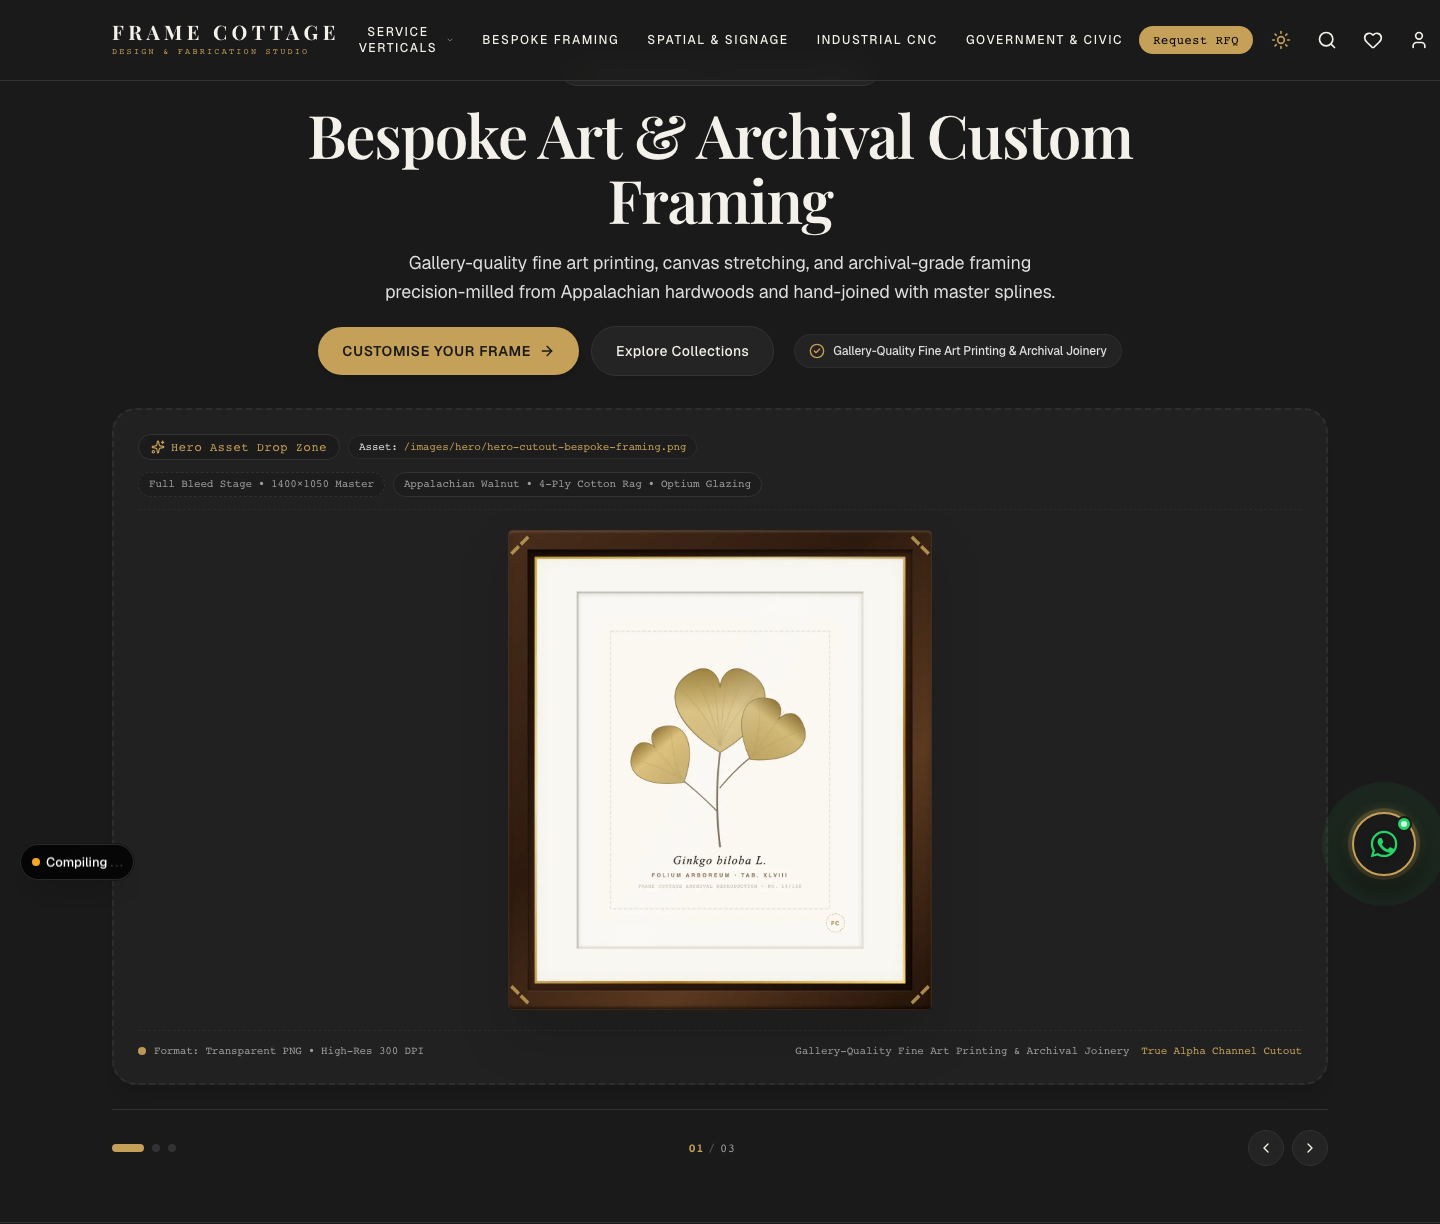 FRAME COTTAGE
DESIGN & FABRICATION STUDIO
SERVICE
VERTICALS
BESPOKE FRAMING
SPATIAL & SIGNAGE
INDUSTRIAL CNC
GOVERNMENT & CIVIC
Request RFQ
Bespoke Art & Archival Custom
Framing
Gallery-quality fine art printing, canvas stretching, and archival-grade framing
precision-milled from Appalachian hardwoods and hand-joined with master splines.
CUSTOMISE YOUR FRAME
Explore Collections
Gallery-Quality Fine Art Printing & Archival Joinery
Hero Asset Drop Zone
Asset: /images/hero/hero-cutout-bespoke-framing.png
Full Bleed Stage • 1400×1050 Master
Appalachian Walnut • 4-Ply Cotton Rag • Optium Glazing
Ginkgo biloba L.
FOLIUM ARBOREUM · TAB. XLVIII
FRAME COTTAGE ARCHIVAL REPRODUCTION · NO.
FC
Compiling...
Format: Transparent PNG • High-Res 300 DPI
Gallery-Quality Fine Art Printing & Archival Joinery
True Alpha Channel Cutout
01 / 03